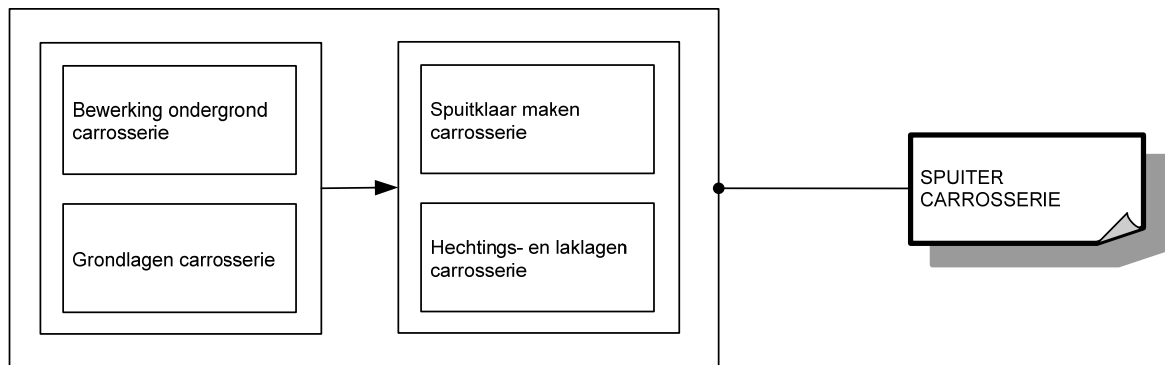 Bewerking ondergrond
carrosserie
Grondlagen carrosserie
Spuitklaar maken
carrosserie
Hechtings- en laklagen
carrosserie
SPUITER
CARROSSERIE